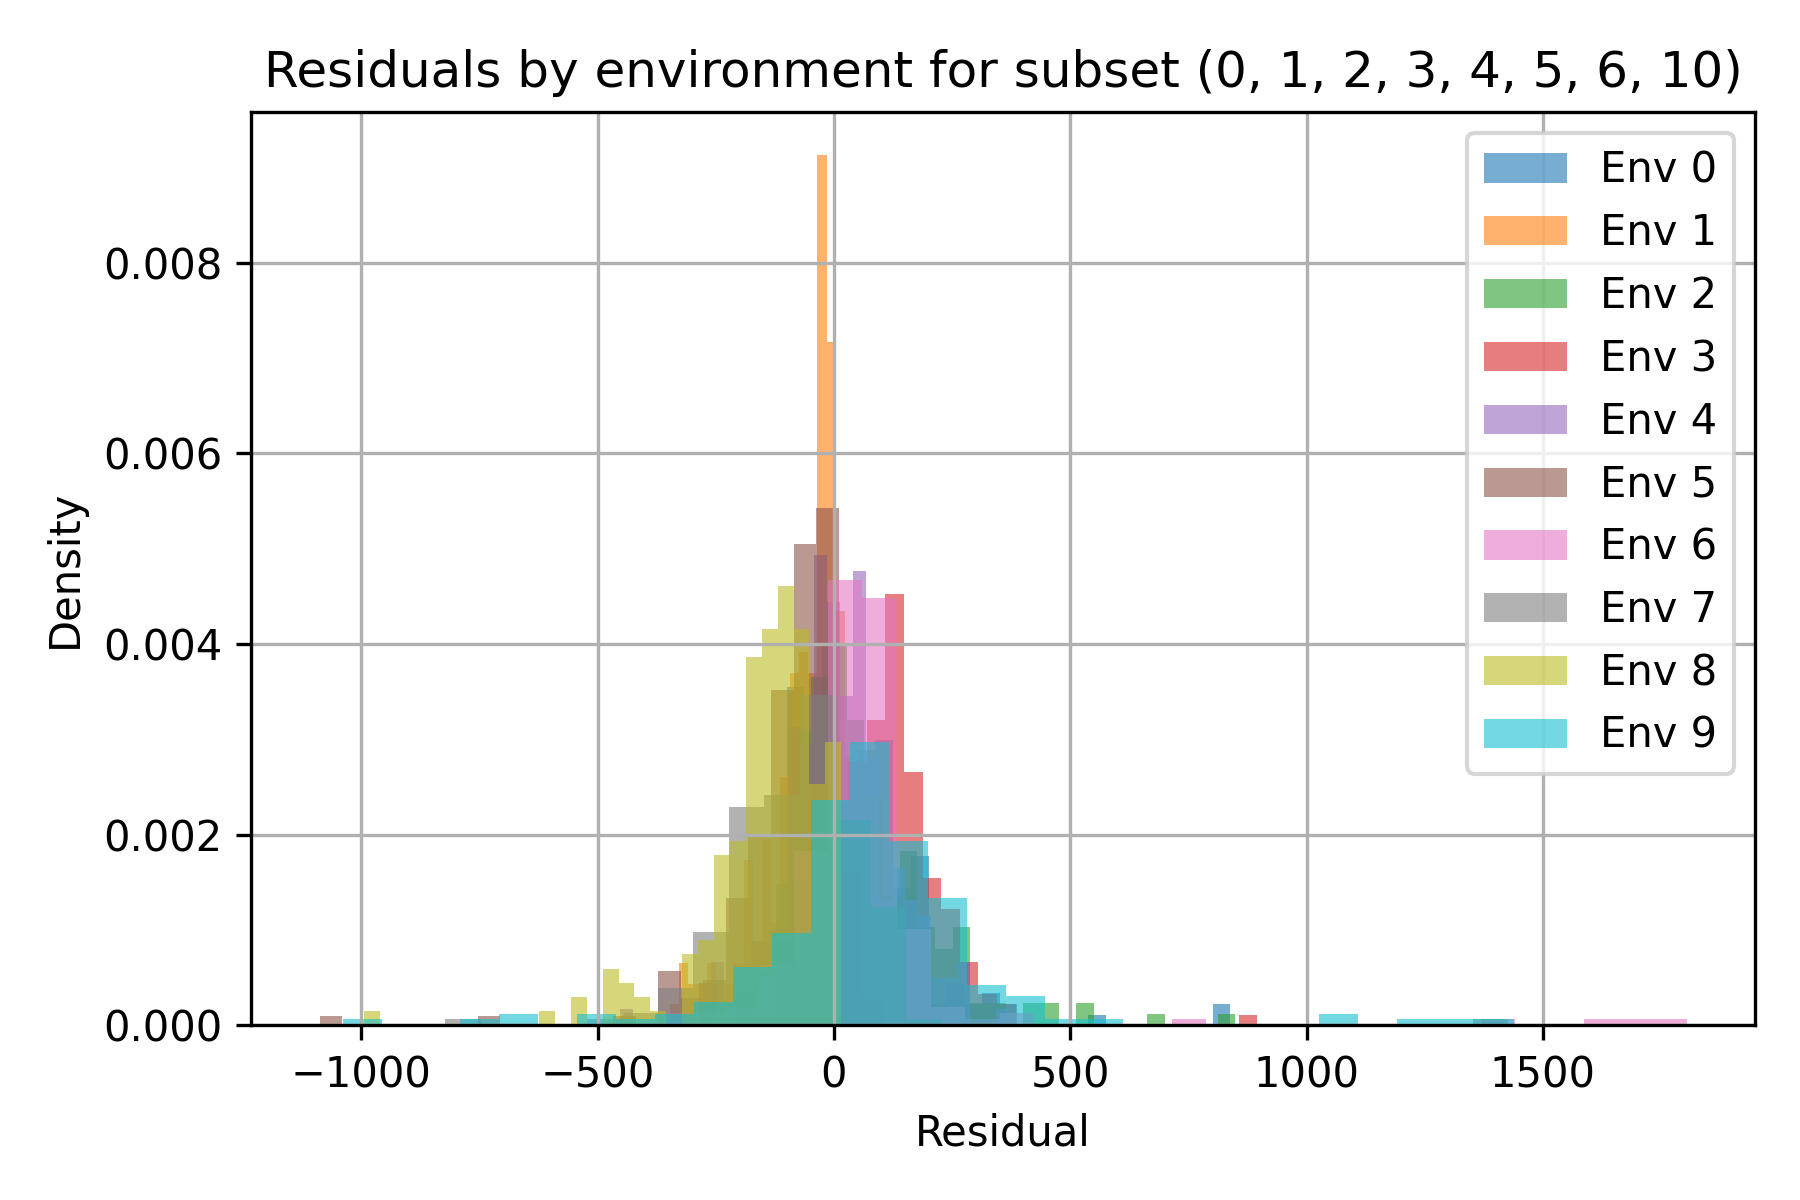 Residuals by environment for subset (0, 1, 2, 3, 4, 5, 6, 10)
Env 0
Env 1
Env 2
Env 3
Env 4
Env 5
Env 6
Env 7
Env 8
Env 9
Density
0.008
0.006
0.004
0.002
0.000
−1000 −500 0 500 1000 1500
Residual